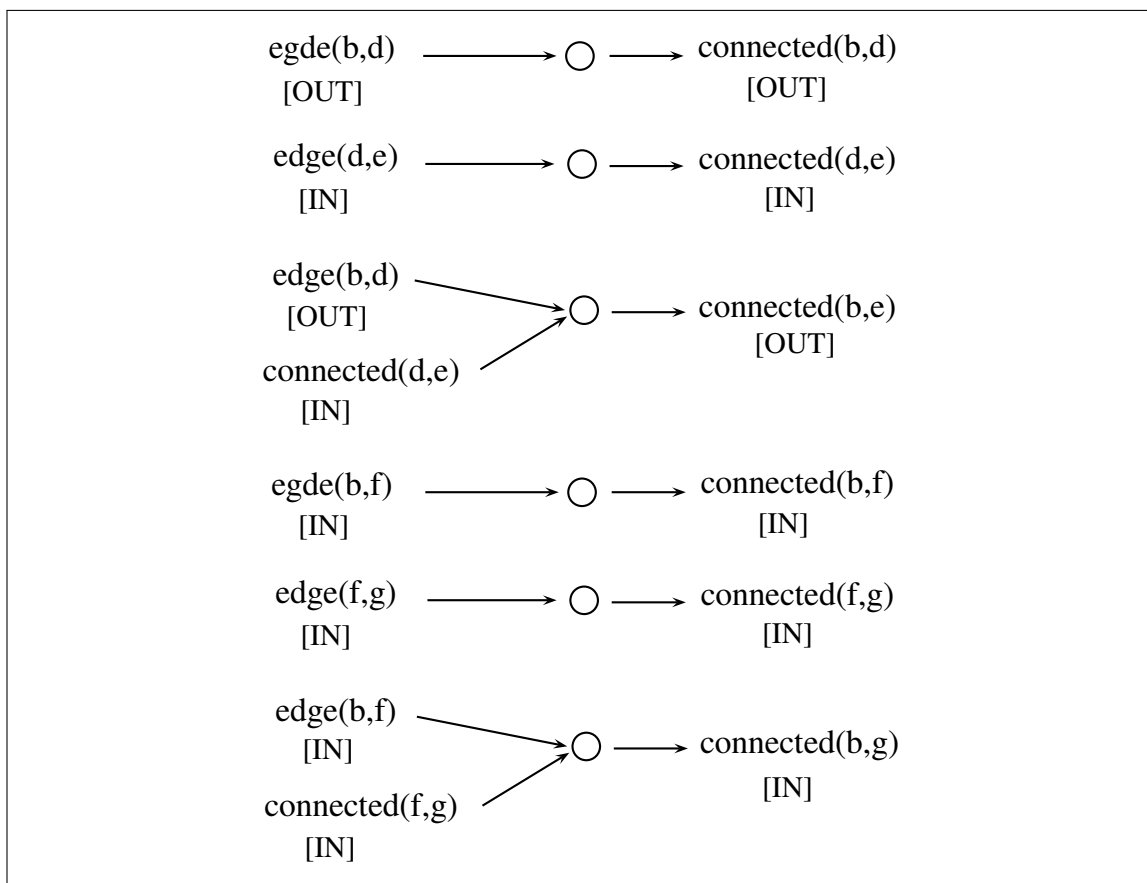 egde(b,d) connected(b,d)
[OUT] [OUT]
edge(d,e) connected(d,e)
[IN] [IN]
edge(b,d)
[OUT]
connected(b,e)
[OUT]
connected(d,e)
[IN]
egde(b,f) connected(b,f)
[IN] [IN]
edge(f,g) connected(f,g)
[IN] [IN]
edge(b,f)
[IN]
connected(b,g)
[IN]
connected(f,g)
[IN]